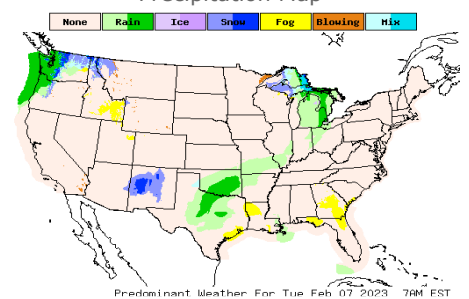 Precipitation Map
None Rain Ice Snow Fog Blowing Mix
Predominant Weather For Tue Feb 07 2023 7AM EST